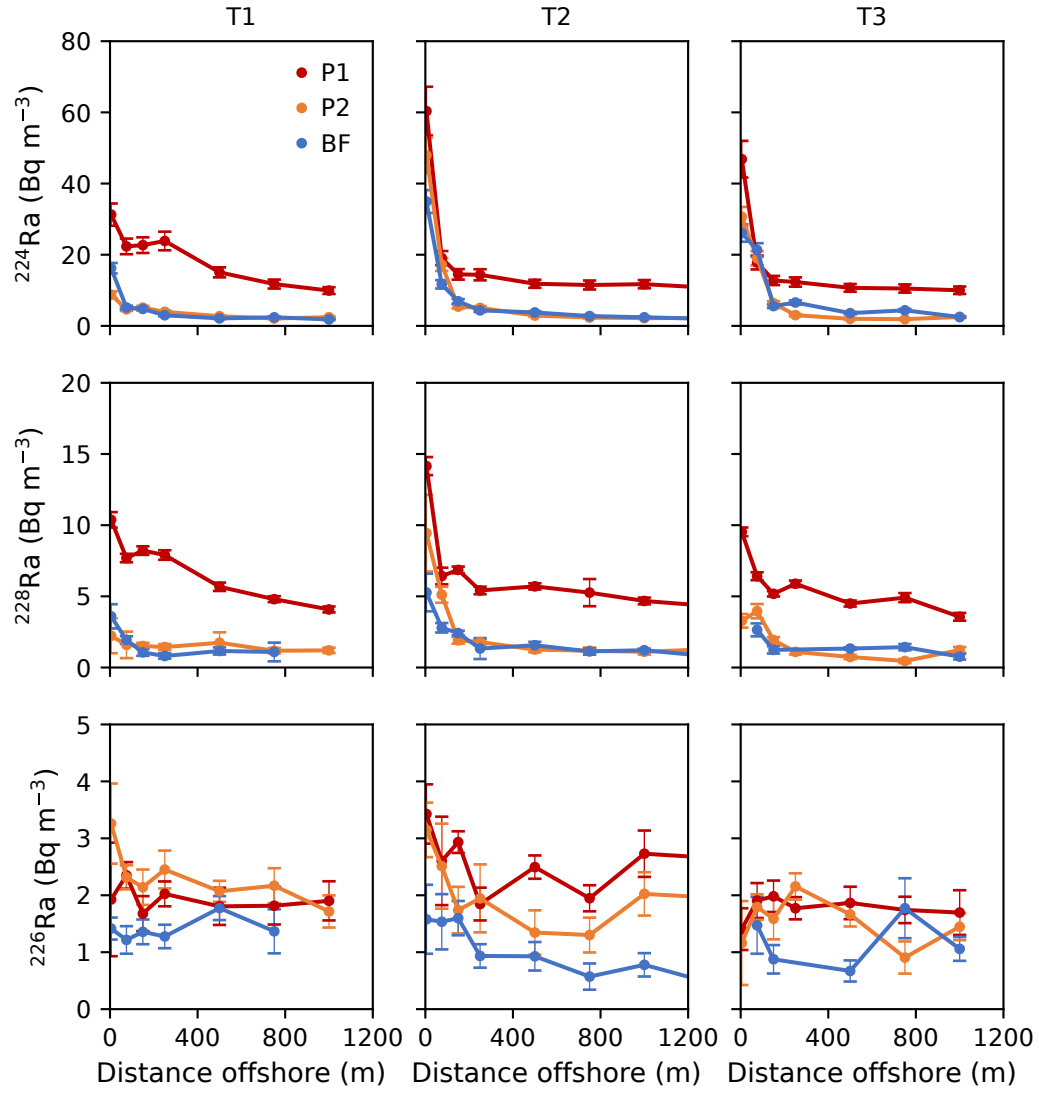 T1 T2 T3
80
60
40
20
0
²²⁴Ra (Bq m⁻³)
P1
P2
BF
20
15
10
5
0
²²⁸Ra (Bq m⁻³)
5
4
3
2
1
0
²²⁶Ra (Bq m⁻³)
0 400 800 1200 0 400 800 1200 0 400 800 1200
Distance offshore (m) Distance offshore (m) Distance offshore (m)